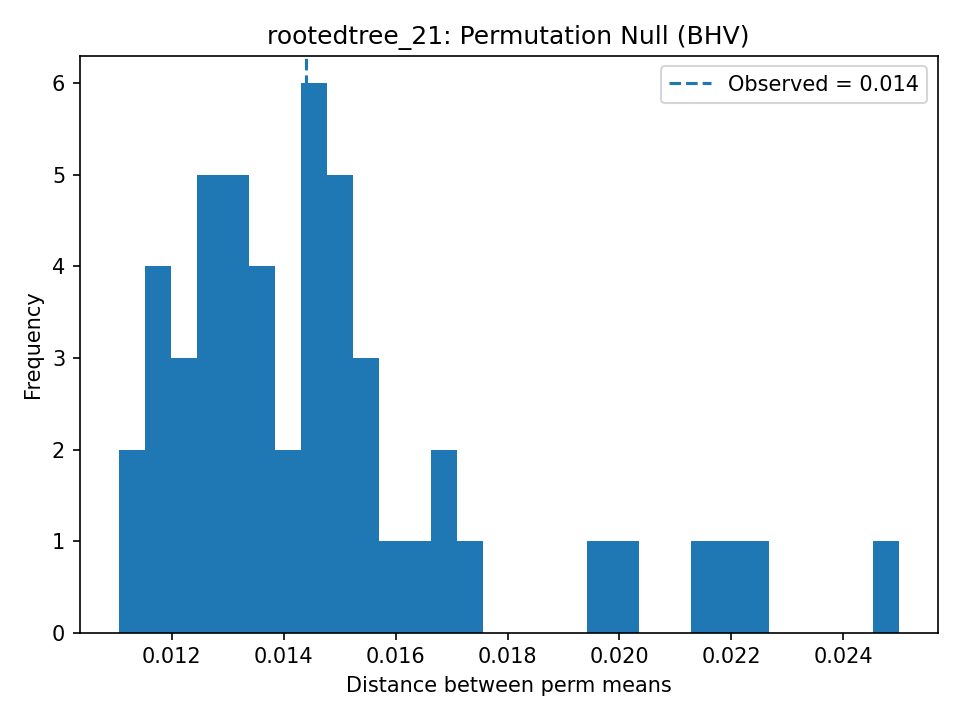 rootedtree_21: Permutation Null (BHV)
Observed = 0.014
Frequency
6
5
4
3
2
1
0
0.012 0.014 0.016 0.018 0.020 0.022 0.024
Distance between perm means